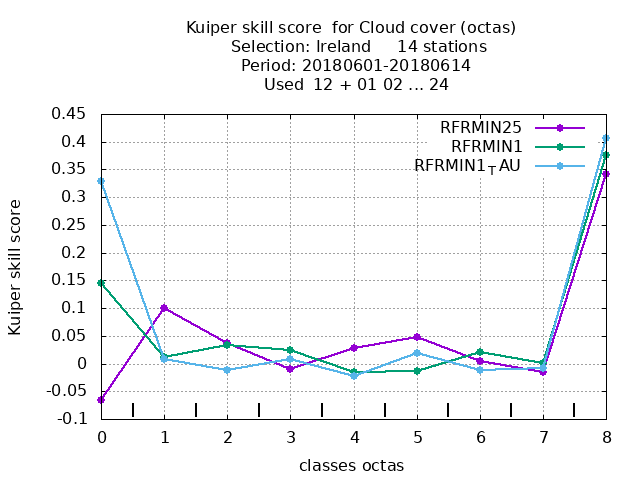 Kuiper skill score  for Cloud cover (octas)
Selection: Ireland     14 stations
Period: 20180601-20180614
Used  12 + 01 02 ... 24
RFRMIN25
RFRMIN1
RFRMIN1TAU
Kuiper skill score
0.45
0.4
0.35
0.3
0.25
0.2
0.15
0.1
0.05
0
-0.05
-0.1
0 1 2 3 4 5 6 7 8
classes octas